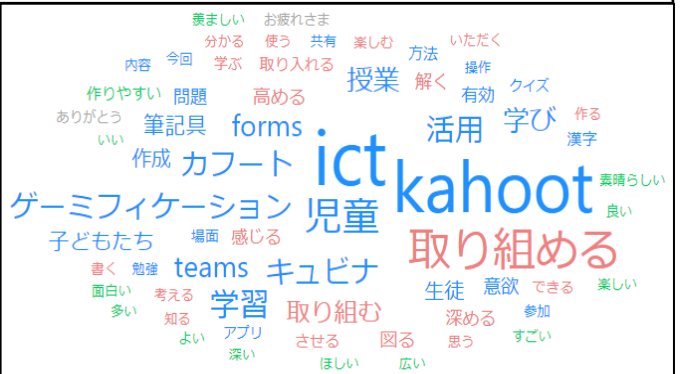 羨ましい お疲れさま
分かる 使う 共有 楽しむ いただく
内容 今回 学ぶ 取り入れる 方法
授業 解く 操作
作りやすい 問題 高める 有効 クイズ
ありがとう 筆記具 forms 活用 学び 作る
いい 漢字
作成 カフート ict kahoot 素晴らしい
ゲーミフィケーション 児童 良い
子どもたち 場面 感じる 取り組める
書く 勉強 teams キュビナ
面白い 考える 学習 取り組む 生徒 意欲 できる 楽しい
多い 知る 深める 参加
よい アプリ させる 図る 思う すごい
深い ほしい 広い